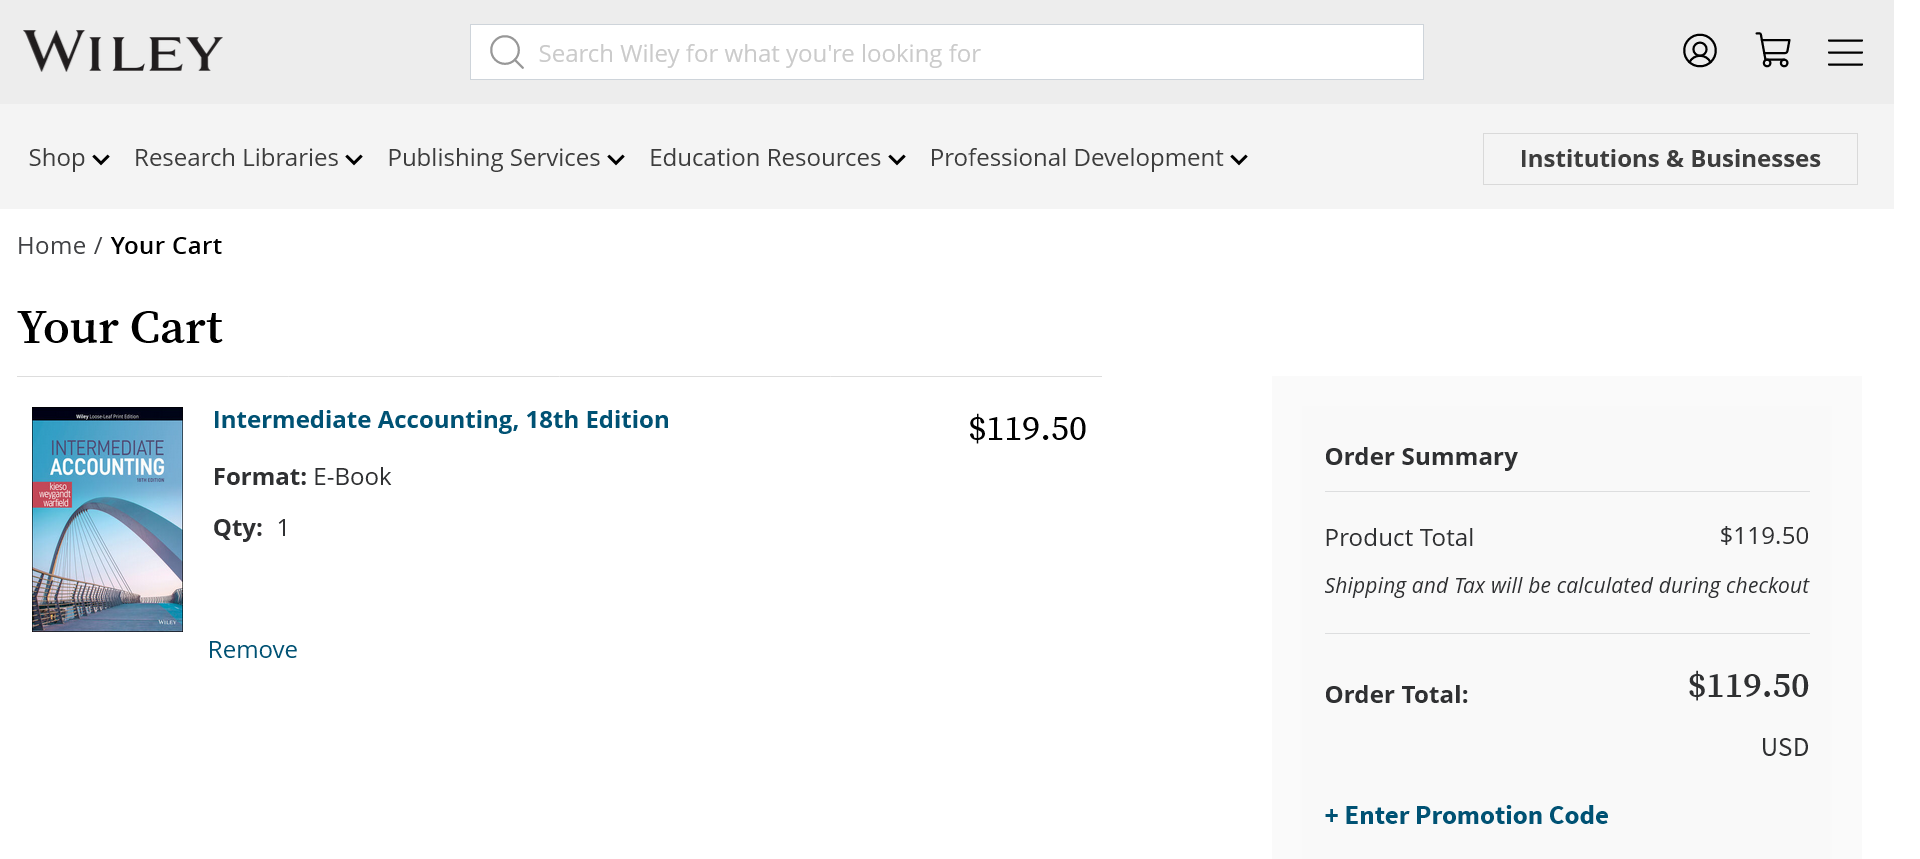 WILEY
Search Wiley for what you're looking for
Shop Research Libraries Publishing Services Education Resources Professional Development Institutions & Businesses
Home / Your Cart
Your Cart
Wiley Loose-Leaf Print Edition
INTERMEDIATE
ACCOUNTING
18TH EDITION
kieso
weygandt
warfield
WILEY
Intermediate Accounting, 18th Edition
$119.50
Format: E-Book
Qty: 1
Remove
Order Summary
Product Total $119.50
Shipping and Tax will be calculated during checkout
Order Total: $119.50
USD
+ Enter Promotion Code